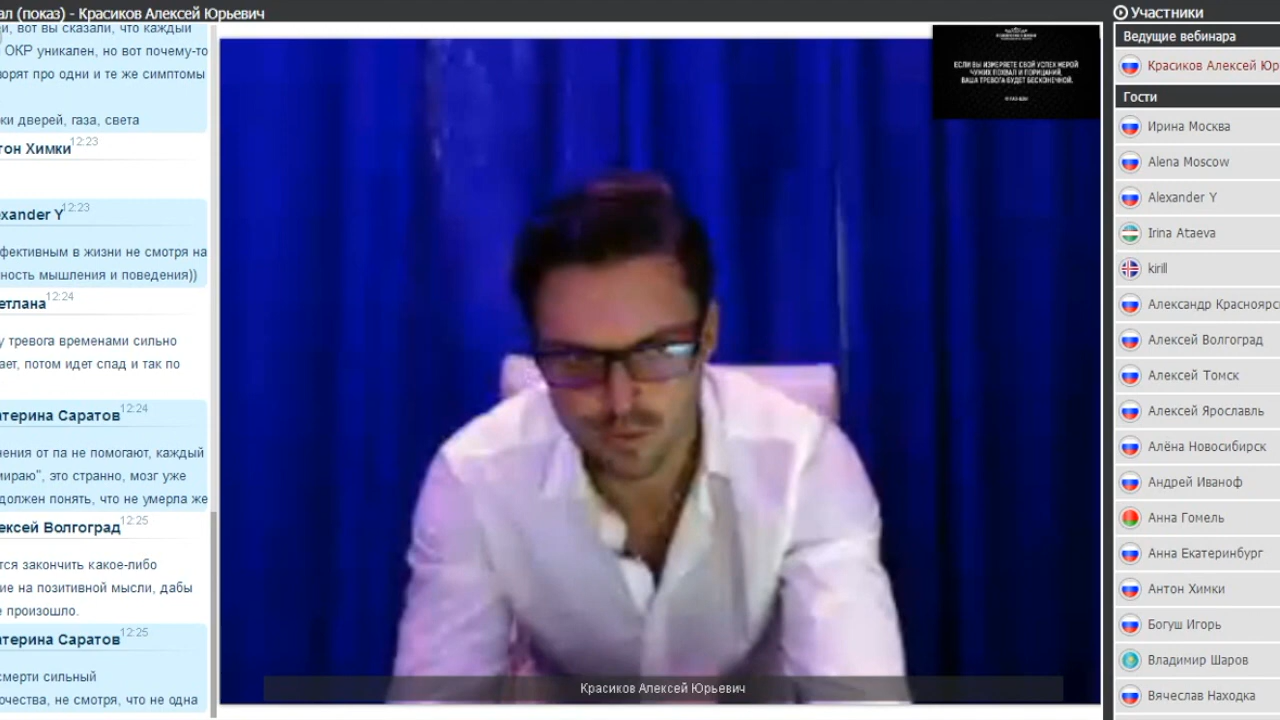 ал (показ) - Красиков Алексей Юрьевич
й, вот вы сказали, что каждый
ОКР уникален, но вот почему-то
ворят про одни и те же симптомы
ки дверей, газа, света
тон Химки 12:23
exander Y 12:23
фективным в жизни не смотря на
ность мышления и поведения))
етлана 12:24
у тревога временами сильно
ает, потом идет спад и так по
атерина Саратов 12:24
нения от па не помогают, каждый
мираю", это странно, мозг уже
должен понять, что не умерла же
ексей Волгоград 12:25
тся закончить какое-либо
ие на позитивной мысли, дабы
е произошло.
атерина Саратов 12:25
смерти сильный
очества, не смотря, что не одна
ЕСЛИ ВЫ ИЗМЕРЯЕТЕ СВОЙ УСПЕХ МЕРОЙ
ЧУЖИХ ПОХВАЛ И ПОРИЦАНИЙ,
ВАША ТРЕВОГА БУДЕТ БЕСКОНЕЧНОЙ.
Красиков Алексей Юрьевич
Участники
Ведущие вебинара
Красиков Алексей Юр
Гости
Ирина Москва
Alena Moscow
Alexander Y
Irina Ataeva
kirill
Александр Красноярс
Алексей Волгоград
Алексей Томск
Алексей Ярославль
Алёна Новосибирск
Андрей Иваноф
Анна Гомель
Анна Екатеринбург
Антон Химки
Богуш Игорь
Владимир Шаров
Вячеслав Находка